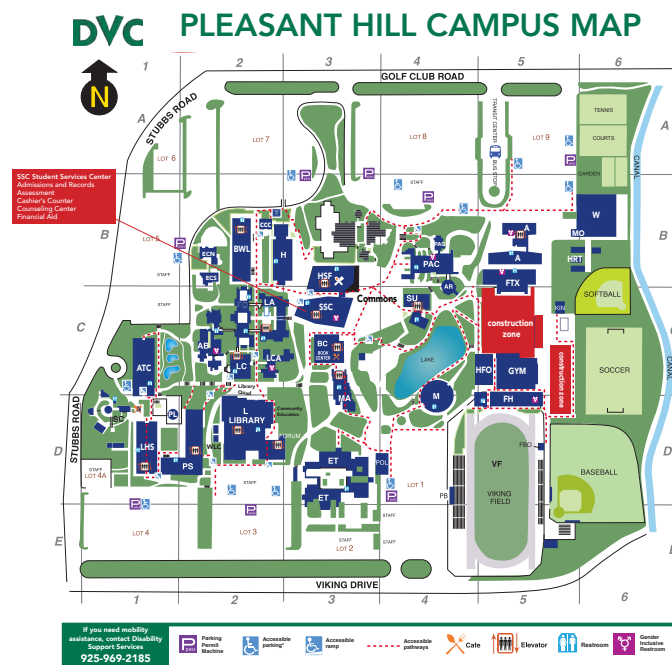 DVC PLEASANT HILL CAMPUS MAP
1 2 3 4 5 6
GOLF CLUB ROAD
STUBBS ROAD
N
A
LOT 6
LOT 7
LOT 8
LOT 9
TRANSIT CENTER
BUS STOP
TENNIS
COURTS
A
CANAL
GARDEN
STAFF
SSC Student Services Center
Admissions and Records
Assessment
Cashier's Counter
Counseling Center
Financial Aid
B
LOT 5
STAFF
STAFF
CCC
BWL
H
ECN
ECS
HSF
PAO
PAC
AR
A
A
FTX
W
MO
HRT
B
Commons
SSC
SU
LA
C
AB
LC
LCA
BC
BOOK
CENTER
LAKE
construction
zone
SOFTBALL
KIN
SOCCER
C
CANAL
ATC
Library
Quad
MA
M
HFO
GYM
FH
construction zone
STUBBS ROAD
SC
PL
L
LIBRARY
Community
Education
FORUM
WLC
D
LHS
PS
STAFF
LOT 4A
ET
ET
POL
LOT 1
PB
VF
VIKING
FIELD
FBO
BASEBALL
D
E
LOT 4
LOT 3
STAFF
STAFF
STAFF
LOT 2
STAFF
VIKING DRIVE
1 2 3 4 5 6
If you need mobility
assistance, contact Disability
Support Services
925-969-2185
Parking
Permit
Machine
Accessible
parking*
Accessible
ramp
Accessible
pathways
Cafe
Elevator
Restroom
Gender
Inclusive
Restroom